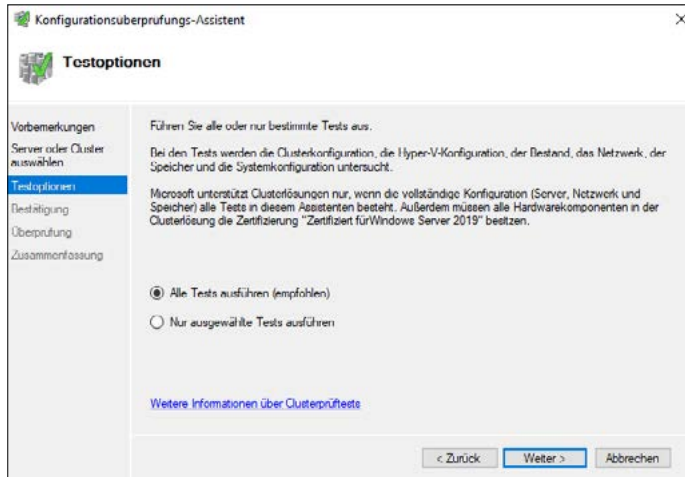 Konfigurationsüberprüfungs-Assistent
Testoptionen
Vorbemerkungen
Server oder Cluster
auswählen
Testoptionen
Bestätigung
Überprüfung
Zusammenfassung
Führen Sie alle oder nur bestimmte Tests aus.
Bei den Tests werden die Clusterkonfiguration, die Hyper-V-Konfiguration, der Bestand, das Netzwerk, der
Speicher und die Systemkonfiguration untersucht.
Microsoft unterstützt Clusterlösungen nur, wenn die vollständige Konfiguration (Server, Netzwerk und
Speicher) alle Tests in diesem Assistenten besteht. Außerdem müssen alle Hardwarekomponenten in der
Clusterlösung die Zertifizierung "Zertifiziert fürWindows Server 2019" besitzen.
Alle Tests ausführen (empfohlen)
Nur ausgewählte Tests ausführen
Weitere Informationen über Clusterprüftests
< Zurück
Weiter >
Abbrechen